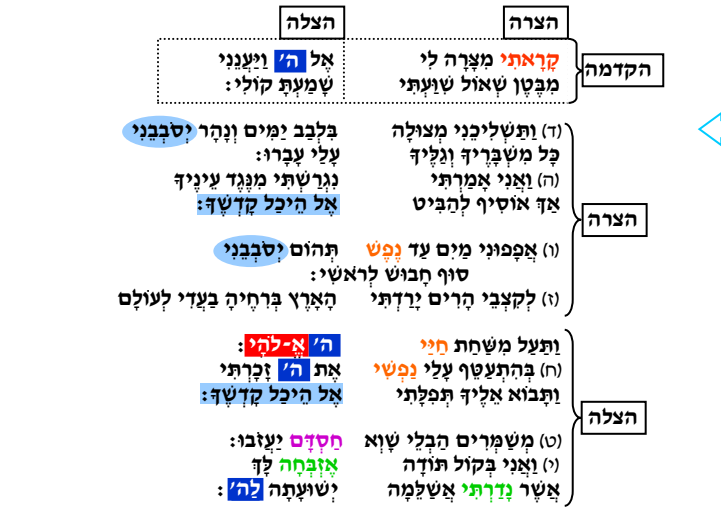 הצרה הצלה
קָרָאתִי מִצָּרָה לִי אֶל ה' וַיַּעֲנֵנִי
הקדמה
מִבֶּטֶן שְׁאוֹל שִׁוַּעְתִּי שָׁמַעְתָּ קוֹלִי:
(ד) וַתַּשְׁלִיכֵנִי מְצוּלָה בִּלְבַב יַמִּים וְנָהָר יְסֹבְבֵנִי
כָּל מִשְׁבָּרֶיךָ וְגַלֶּיךָ עָלַי עָבָרוּ:
(ה) וַאֲנִי אָמַרְתִּי נִגְרַשְׁתִּי מִנֶּגֶד עֵינֶיךָ
אַךְ אוֹסִיף לְהַבִּיט אֶל הֵיכַל קָדְשֶׁךָ:
הצרה
(ו) אֲפָפוּנִי מַיִם עַד נֶפֶשׁ תְּהוֹם יְסֹבְבֵנִי
סוּף חָבוּשׁ לְרֹאשִׁי:
(ז) לְקִצְבֵי הָרִים יָרַדְתִּי הָאָרֶץ בְּרִחֶיהָ בַעֲדִי לְעוֹלָם
וַתַּעַל מִשַּׁחַת חַיַּי ה' אֱ-לֹהָי:
(ח) בְּהִתְעַטֵּף עָלַי נַפְשִׁי אֶת ה' זָכָרְתִּי
וַתָּבוֹא אֵלֶיךָ תְּפִלָּתִי אֶל הֵיכַל קָדְשֶׁךָ:
הצלה
(ט) מְשַׁמְּרִים הַבְלֵי שָׁוְא חַסְדָּם יַעֲזֹבוּ:
(י) וַאֲנִי בְּקוֹל תּוֹדָה אֶזְבְּחָה לָּךְ
אֲשֶׁר נָדַרְתִּי אֲשַׁלֵּמָה יְשׁוּעָתָה לַה':